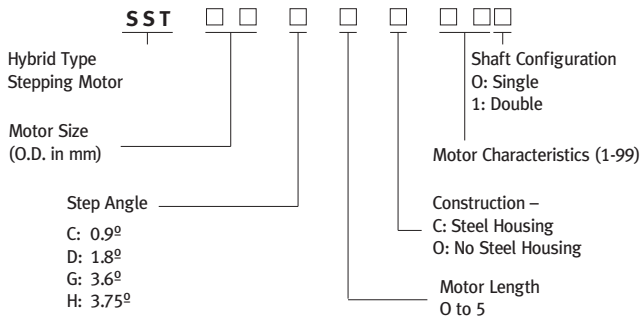 SST □ □ □ □ □ □ □ □
Hybrid Type
Stepping Motor
Shaft Configuration
O: Single
1: Double
Motor Size
(O.D. in mm)
Motor Characteristics (1-99)
Step Angle
C: 0.9º
D: 1.8º
G: 3.6º
H: 3.75º
Construction –
C: Steel Housing
O: No Steel Housing
Motor Length
O to 5